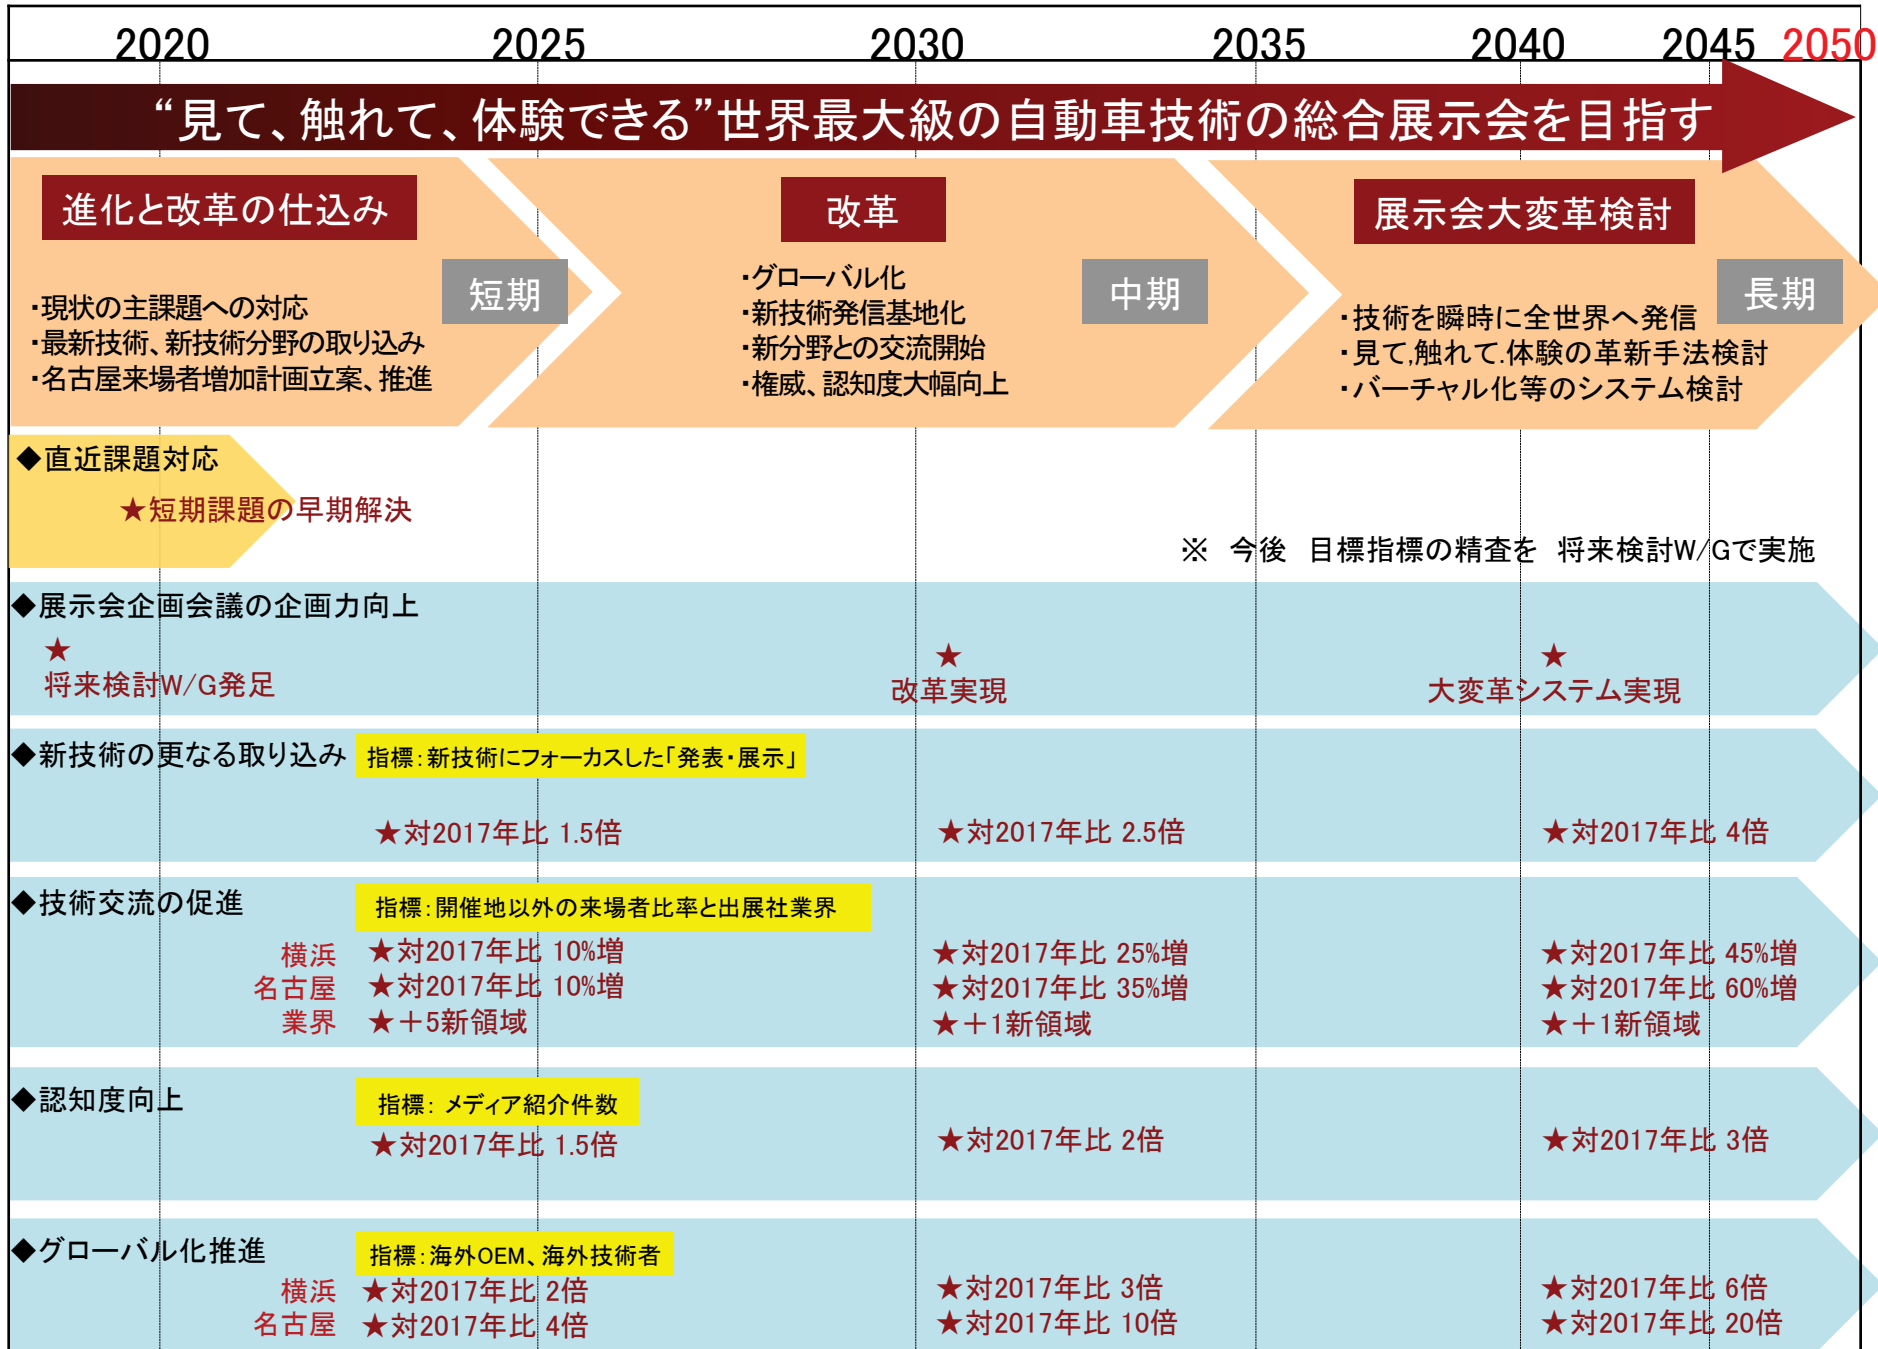 2020 2025 2030 2035 2040 2045 2050
“見て、触れて、体験できる”世界最大級の自動車技術の総合展示会を目指す
進化と改革の仕込み
短期
・現状の主課題への対応
・最新技術、新技術分野の取り込み
・名古屋来場者増加計画立案、推進
改革
中期
・グローバル化
・新技術発信基地化
・新分野との交流開始
・権威、認知度大幅向上
展示会大変革検討
長期
・技術を瞬時に全世界へ発信
・見て,触れて.体験の革新手法検討
・バーチャル化等のシステム検討
◆直近課題対応
★短期課題の早期解決
※ 今後 目標指標の精査を 将来検討W/Gで実施
◆展示会企画会議の企画力向上
★
将来検討W/G発足
★
改革実現
★
大変革システム実現
◆新技術の更なる取り込み 指標：新技術にフォーカスした「発表・展示」
★対2017年比 1.5倍 ★対2017年比 2.5倍 ★対2017年比 4倍
◆技術交流の促進 指標：開催地以外の来場者比率と出展社業界
横浜 ★対2017年比 10%増 ★対2017年比 25%増 ★対2017年比 45%増
名古屋 ★対2017年比 10%増 ★対2017年比 35%増 ★対2017年比 60%増
業界 ★＋5新領域 ★＋1新領域 ★＋1新領域
◆認知度向上 指標： メディア紹介件数
★対2017年比 1.5倍 ★対2017年比 2倍 ★対2017年比 3倍
◆グローバル化推進 指標：海外OEM、海外技術者
横浜 ★対2017年比 2倍 ★対2017年比 3倍 ★対2017年比 6倍
名古屋 ★対2017年比 4倍 ★対2017年比 10倍 ★対2017年比 20倍